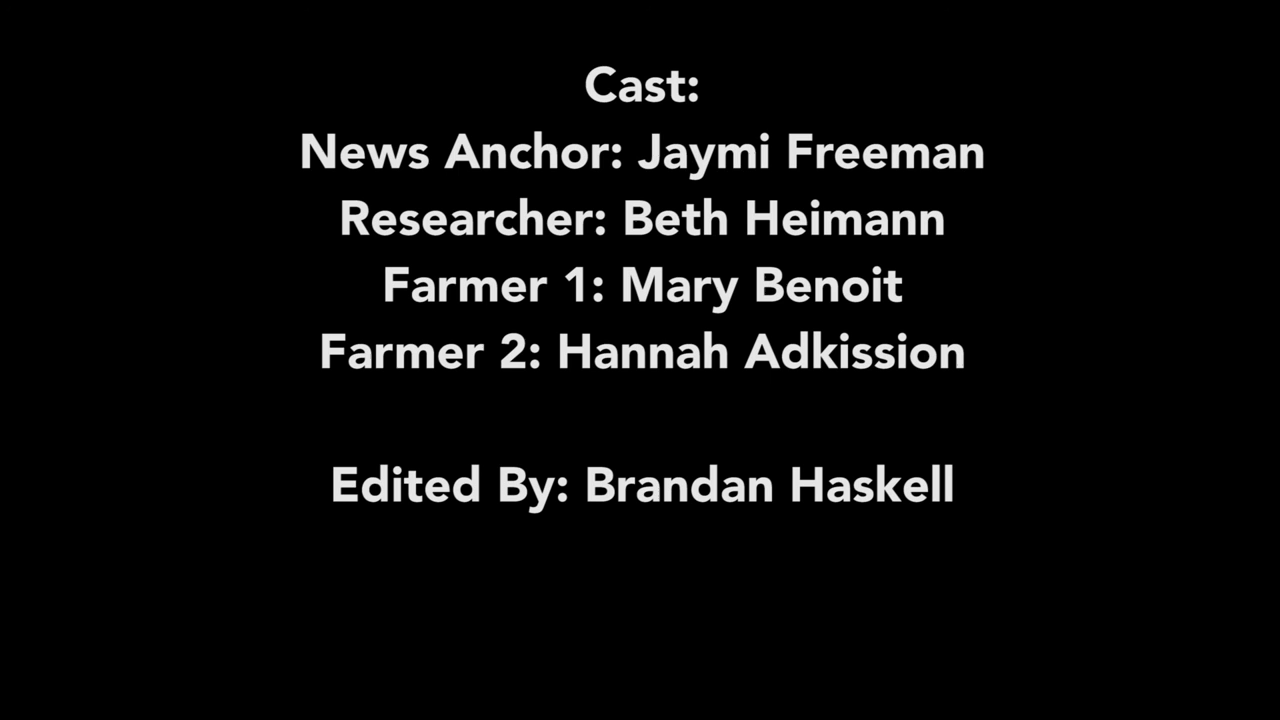 Cast:
News Anchor: Jaymi Freeman
Researcher: Beth Heimann
Farmer 1: Mary Benoit
Farmer 2: Hannah Adkission
Edited By: Brandan Haskell